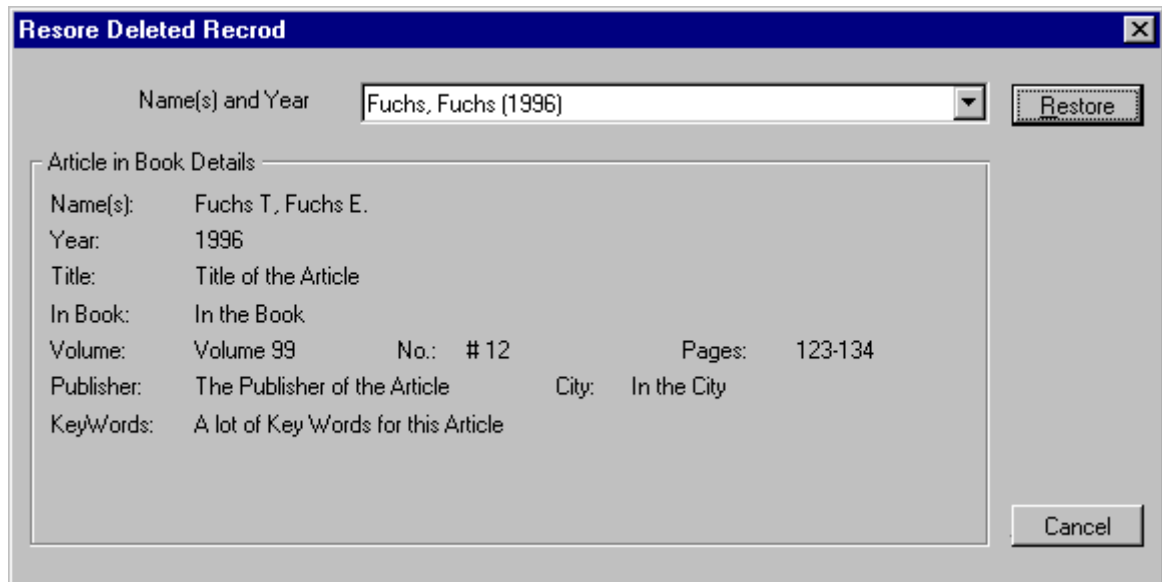 Resore Deleted Recrod
Name(s) and Year Fuchs, Fuchs (1996) Restore
Article in Book Details
Name(s): Fuchs T, Fuchs E.
Year: 1996
Title: Title of the Article
In Book: In the Book
Volume: Volume 99 No.: # 12 Pages: 123-134
Publisher: The Publisher of the Article City: In the City
KeyWords: A lot of Key Words for this Article
Cancel